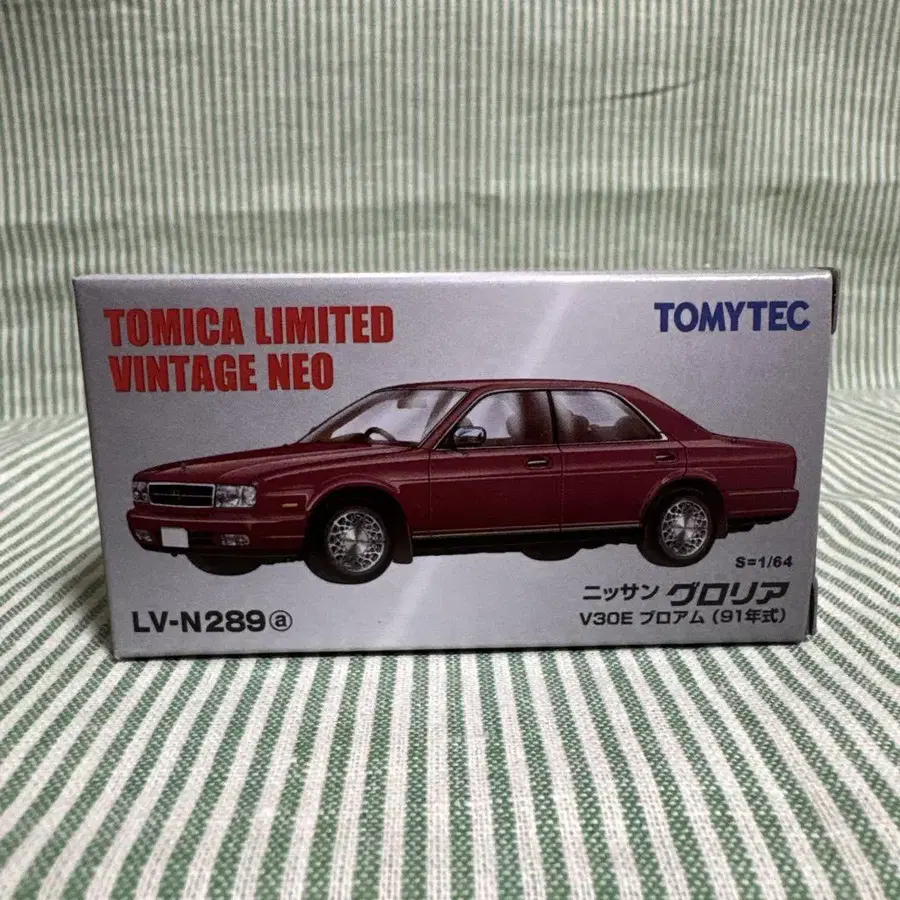 TOMICA LIMITED
VINTAGE NEO
TOMYTEC
S=1/64
ニッサン グロリア
V30E ブロアム (91年式)
LV-N289ⓐ